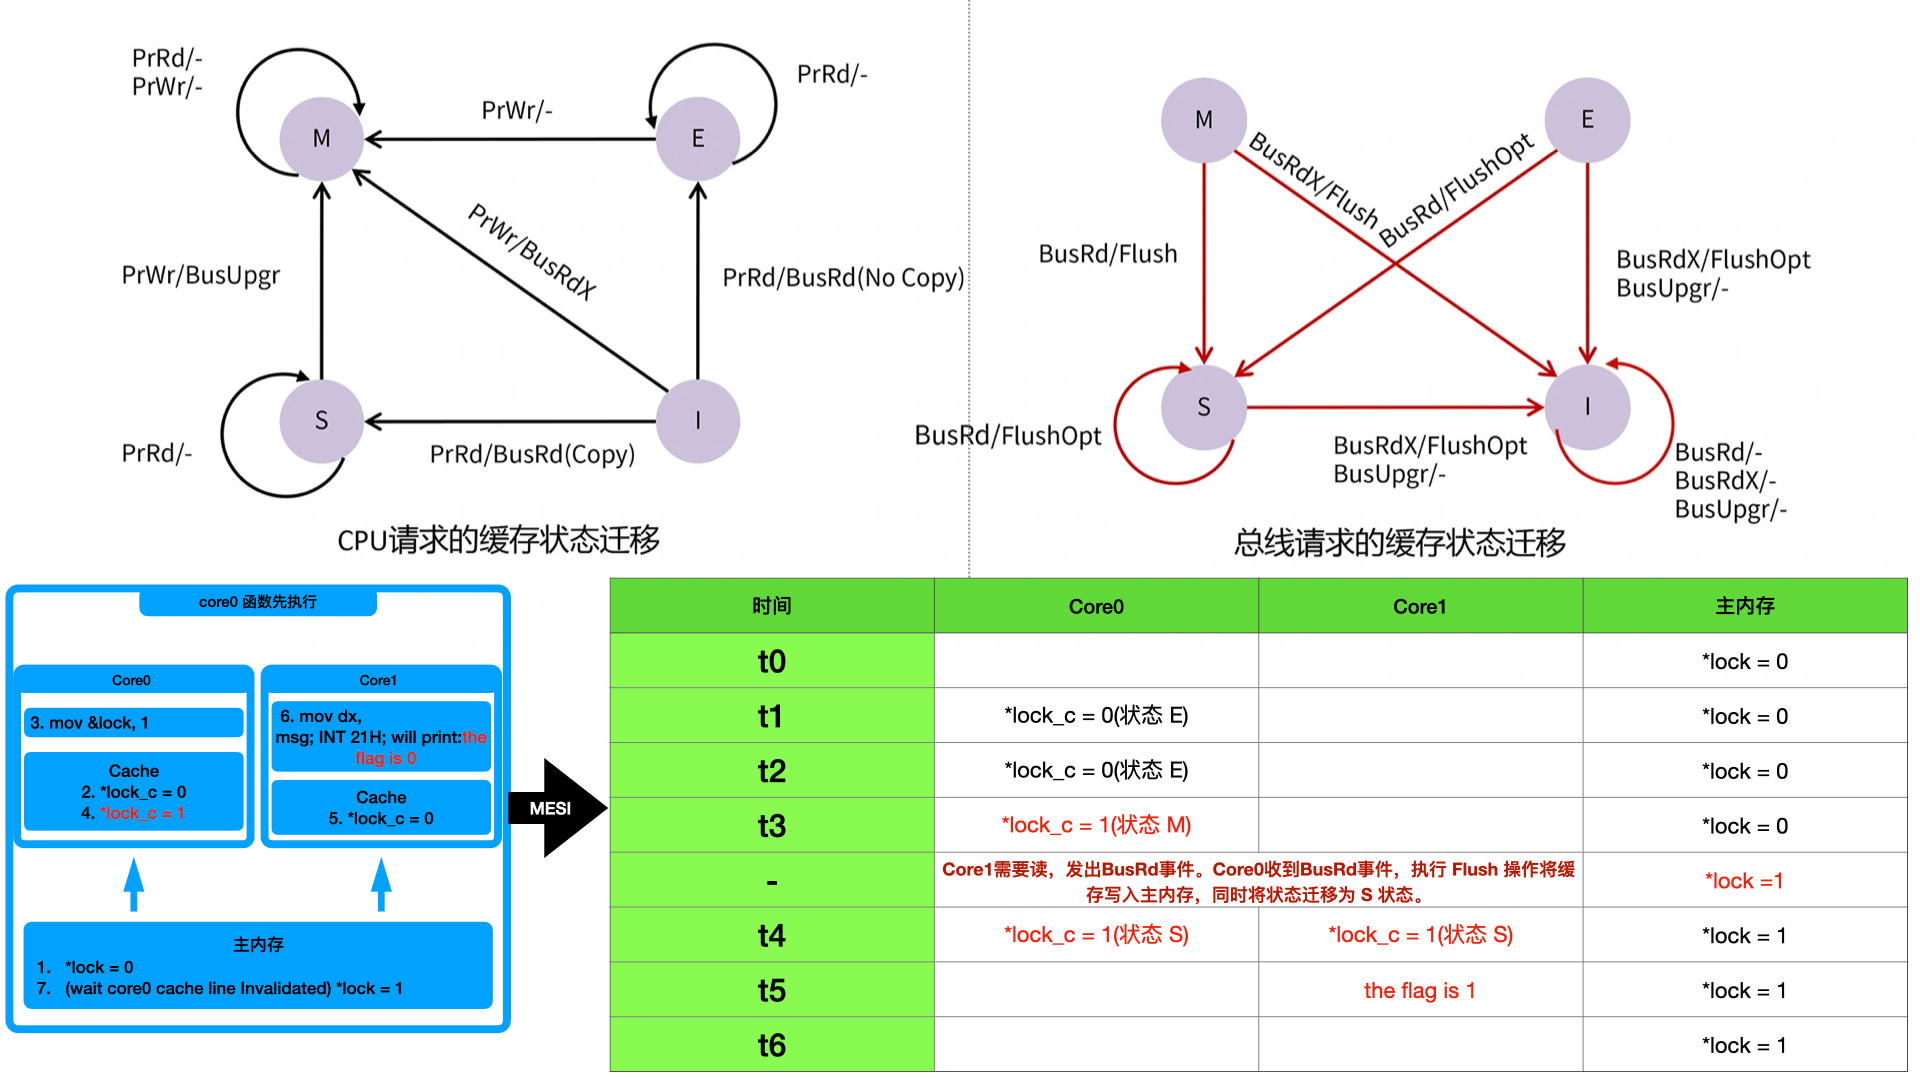 PrRd/-
PrWr/-
M
PrWr/-
E
PrRd/-
PrWr/BusUpgr
PrWr/BusRdX
PrRd/BusRd(No Copy)
S
I
PrRd/-
PrRd/BusRd(Copy)
CPU请求的缓存状态迁移
M
E
BusRdX/Flush
BusRd/FlushOpt
BusRd/Flush
BusRdX/FlushOpt
BusUpgr/-
S
I
BusRd/FlushOpt
BusRdX/FlushOpt
BusUpgr/-
BusRd/-
BusRdX/-
BusUpgr/-
总线请求的缓存状态迁移
core0 函数先执行
Core0
3. mov &lock, 1
Cache
2. *lock_c = 0
4. *lock_c = 1
Core1
6. mov dx,
msg; INT 21H; will print:the
flag is 0
Cache
5. *lock_c = 0
主内存
1. *lock = 0
7. (wait core0 cache line Invalidated) *lock = 1
MESI
时间 Core0 Core1 主内存
t0 *lock = 0
t1 *lock_c = 0(状态 E) *lock = 0
t2 *lock_c = 0(状态 E) *lock = 0
t3 *lock_c = 1(状态 M) *lock = 0
- Core1需要读，发出BusRd事件。Core0收到BusRd事件，执行 Flush 操作将缓 *lock =1
存写入主内存，同时将状态迁移为 S 状态。
t4 *lock_c = 1(状态 S) *lock_c = 1(状态 S) *lock = 1
t5 the flag is 1 *lock = 1
t6 *lock = 1